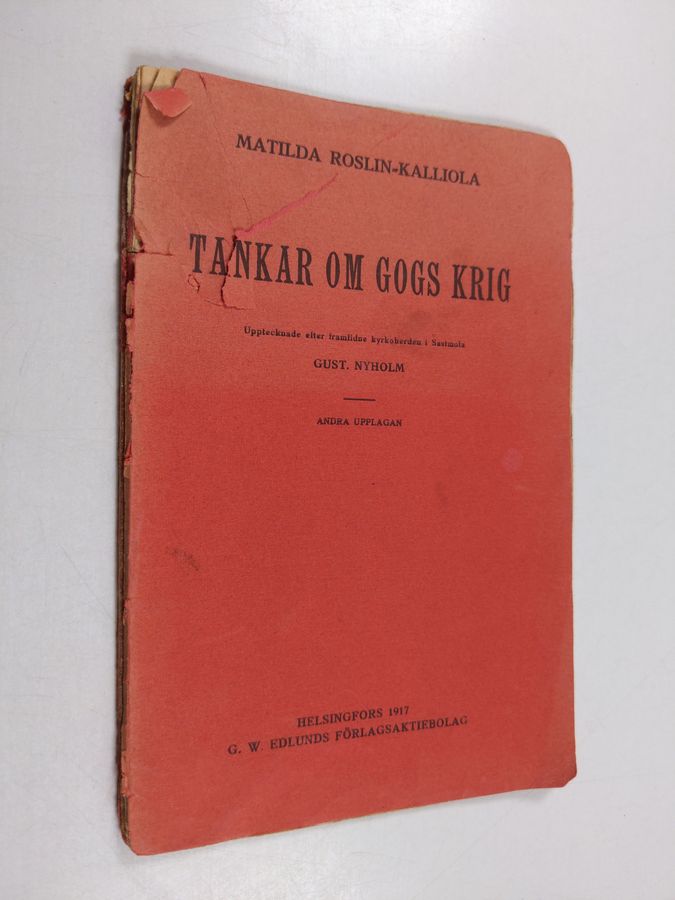 MATILDA ROSLIN-KALLIOLA
TANKAR OM GOGS KRIG
Upptecknade efter framlidne kyrkoherden i Sastmola
GUST. NYHOLM
ANDRA UPPLAGAN
HELSINGFORS 1917
G. W. EDLUNDS FÖRLAGSAKTIEBOLAG